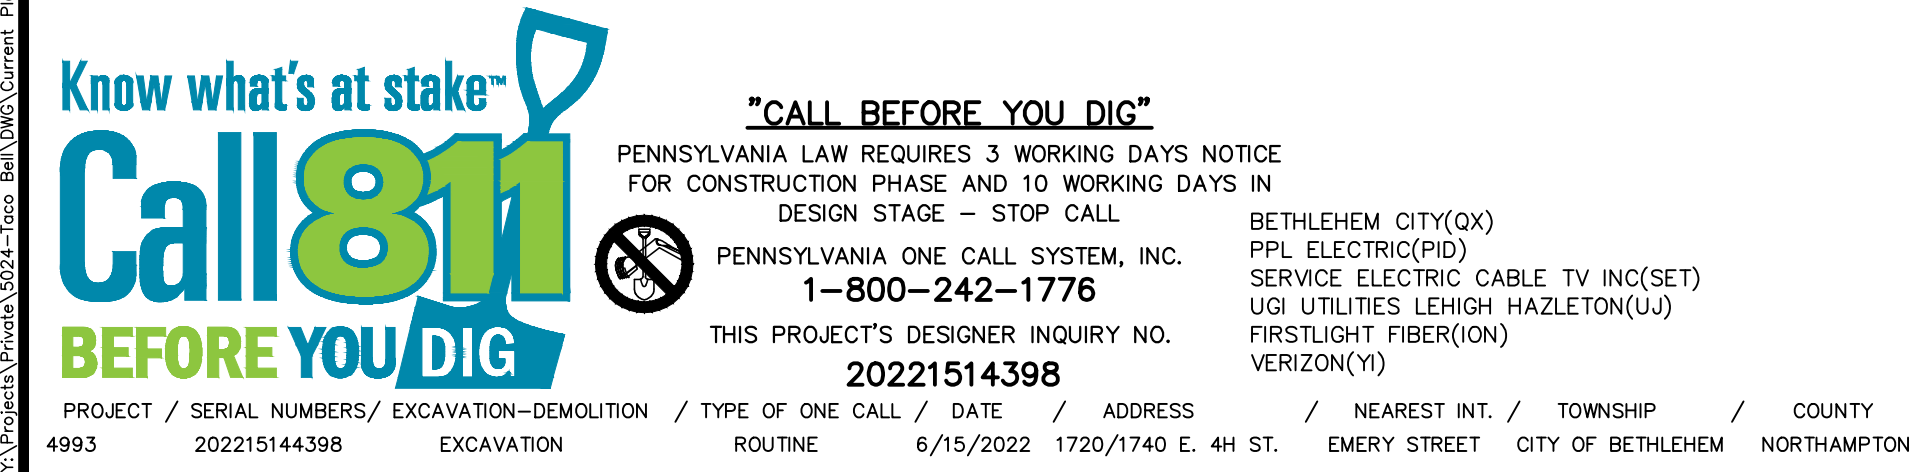 Y:\Projects\Private\5024-Taco Bell\DWG\Current
Know what's at stake™
Call 811
BEFORE YOU DIG
"CALL BEFORE YOU DIG"
PENNSYLVANIA LAW REQUIRES 3 WORKING DAYS NOTICE
FOR CONSTRUCTION PHASE AND 10 WORKING DAYS IN
DESIGN STAGE - STOP CALL
PENNSYLVANIA ONE CALL SYSTEM, INC.
1-800-242-1776
THIS PROJECT'S DESIGNER INQUIRY NO.
20221514398
BETHLEHEM CITY(QX)
PPL ELECTRIC(PID)
SERVICE ELECTRIC CABLE TV INC(SET)
UGI UTILITIES LEHIGH HAZLETON(UJ)
FIRSTLIGHT FIBER(ION)
VERIZON(YI)
PROJECT / SERIAL NUMBERS/ EXCAVATION-DEMOLITION / TYPE OF ONE CALL / DATE / ADDRESS / NEAREST INT. / TOWNSHIP / COUNTY
4993 202215144398 EXCAVATION ROUTINE 6/15/2022 1720/1740 E. 4H ST. EMERY STREET CITY OF BETHLEHEM NORTHAMPTON